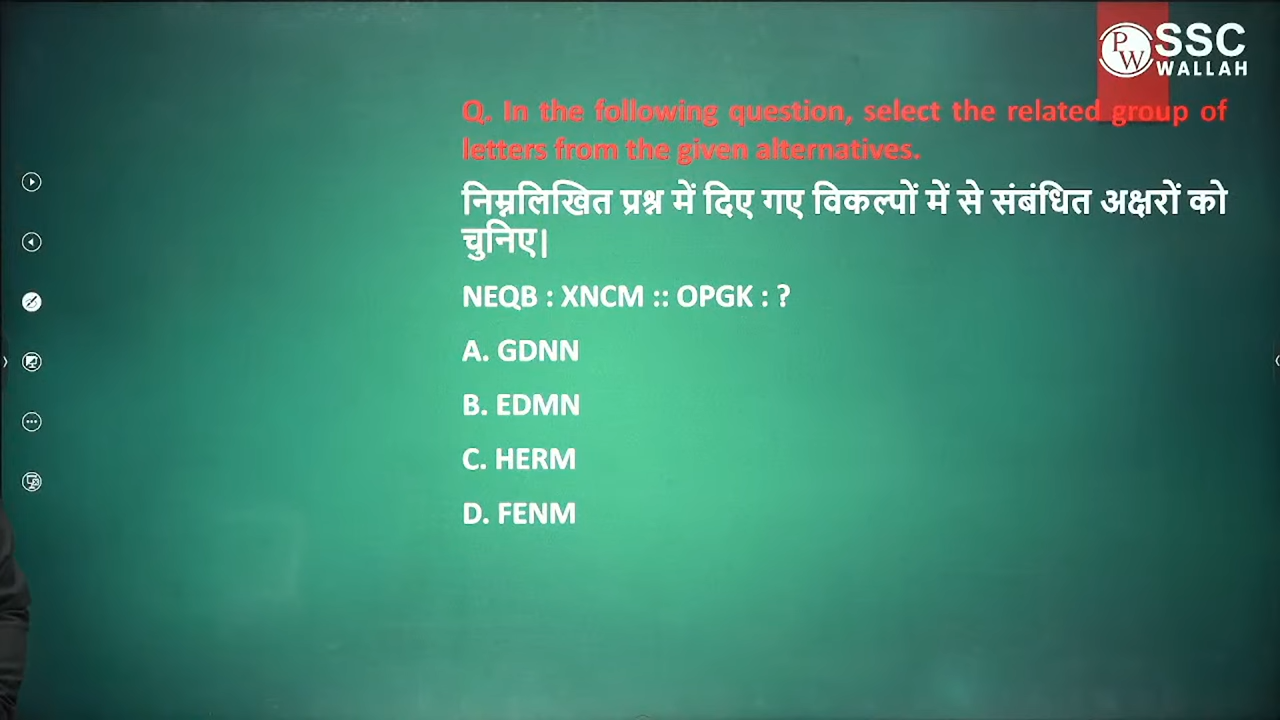 PW SSC
WALLAH
Q. In the following question, select the related group of
letters from the given alternatives.
निम्नलिखित प्रश्न में दिए गए विकल्पों में से संबंधित अक्षरों को
चुनिए।
NEQB : XNCM :: OPGK : ?
A. GDNN
B. EDMN
C. HERM
D. FENM